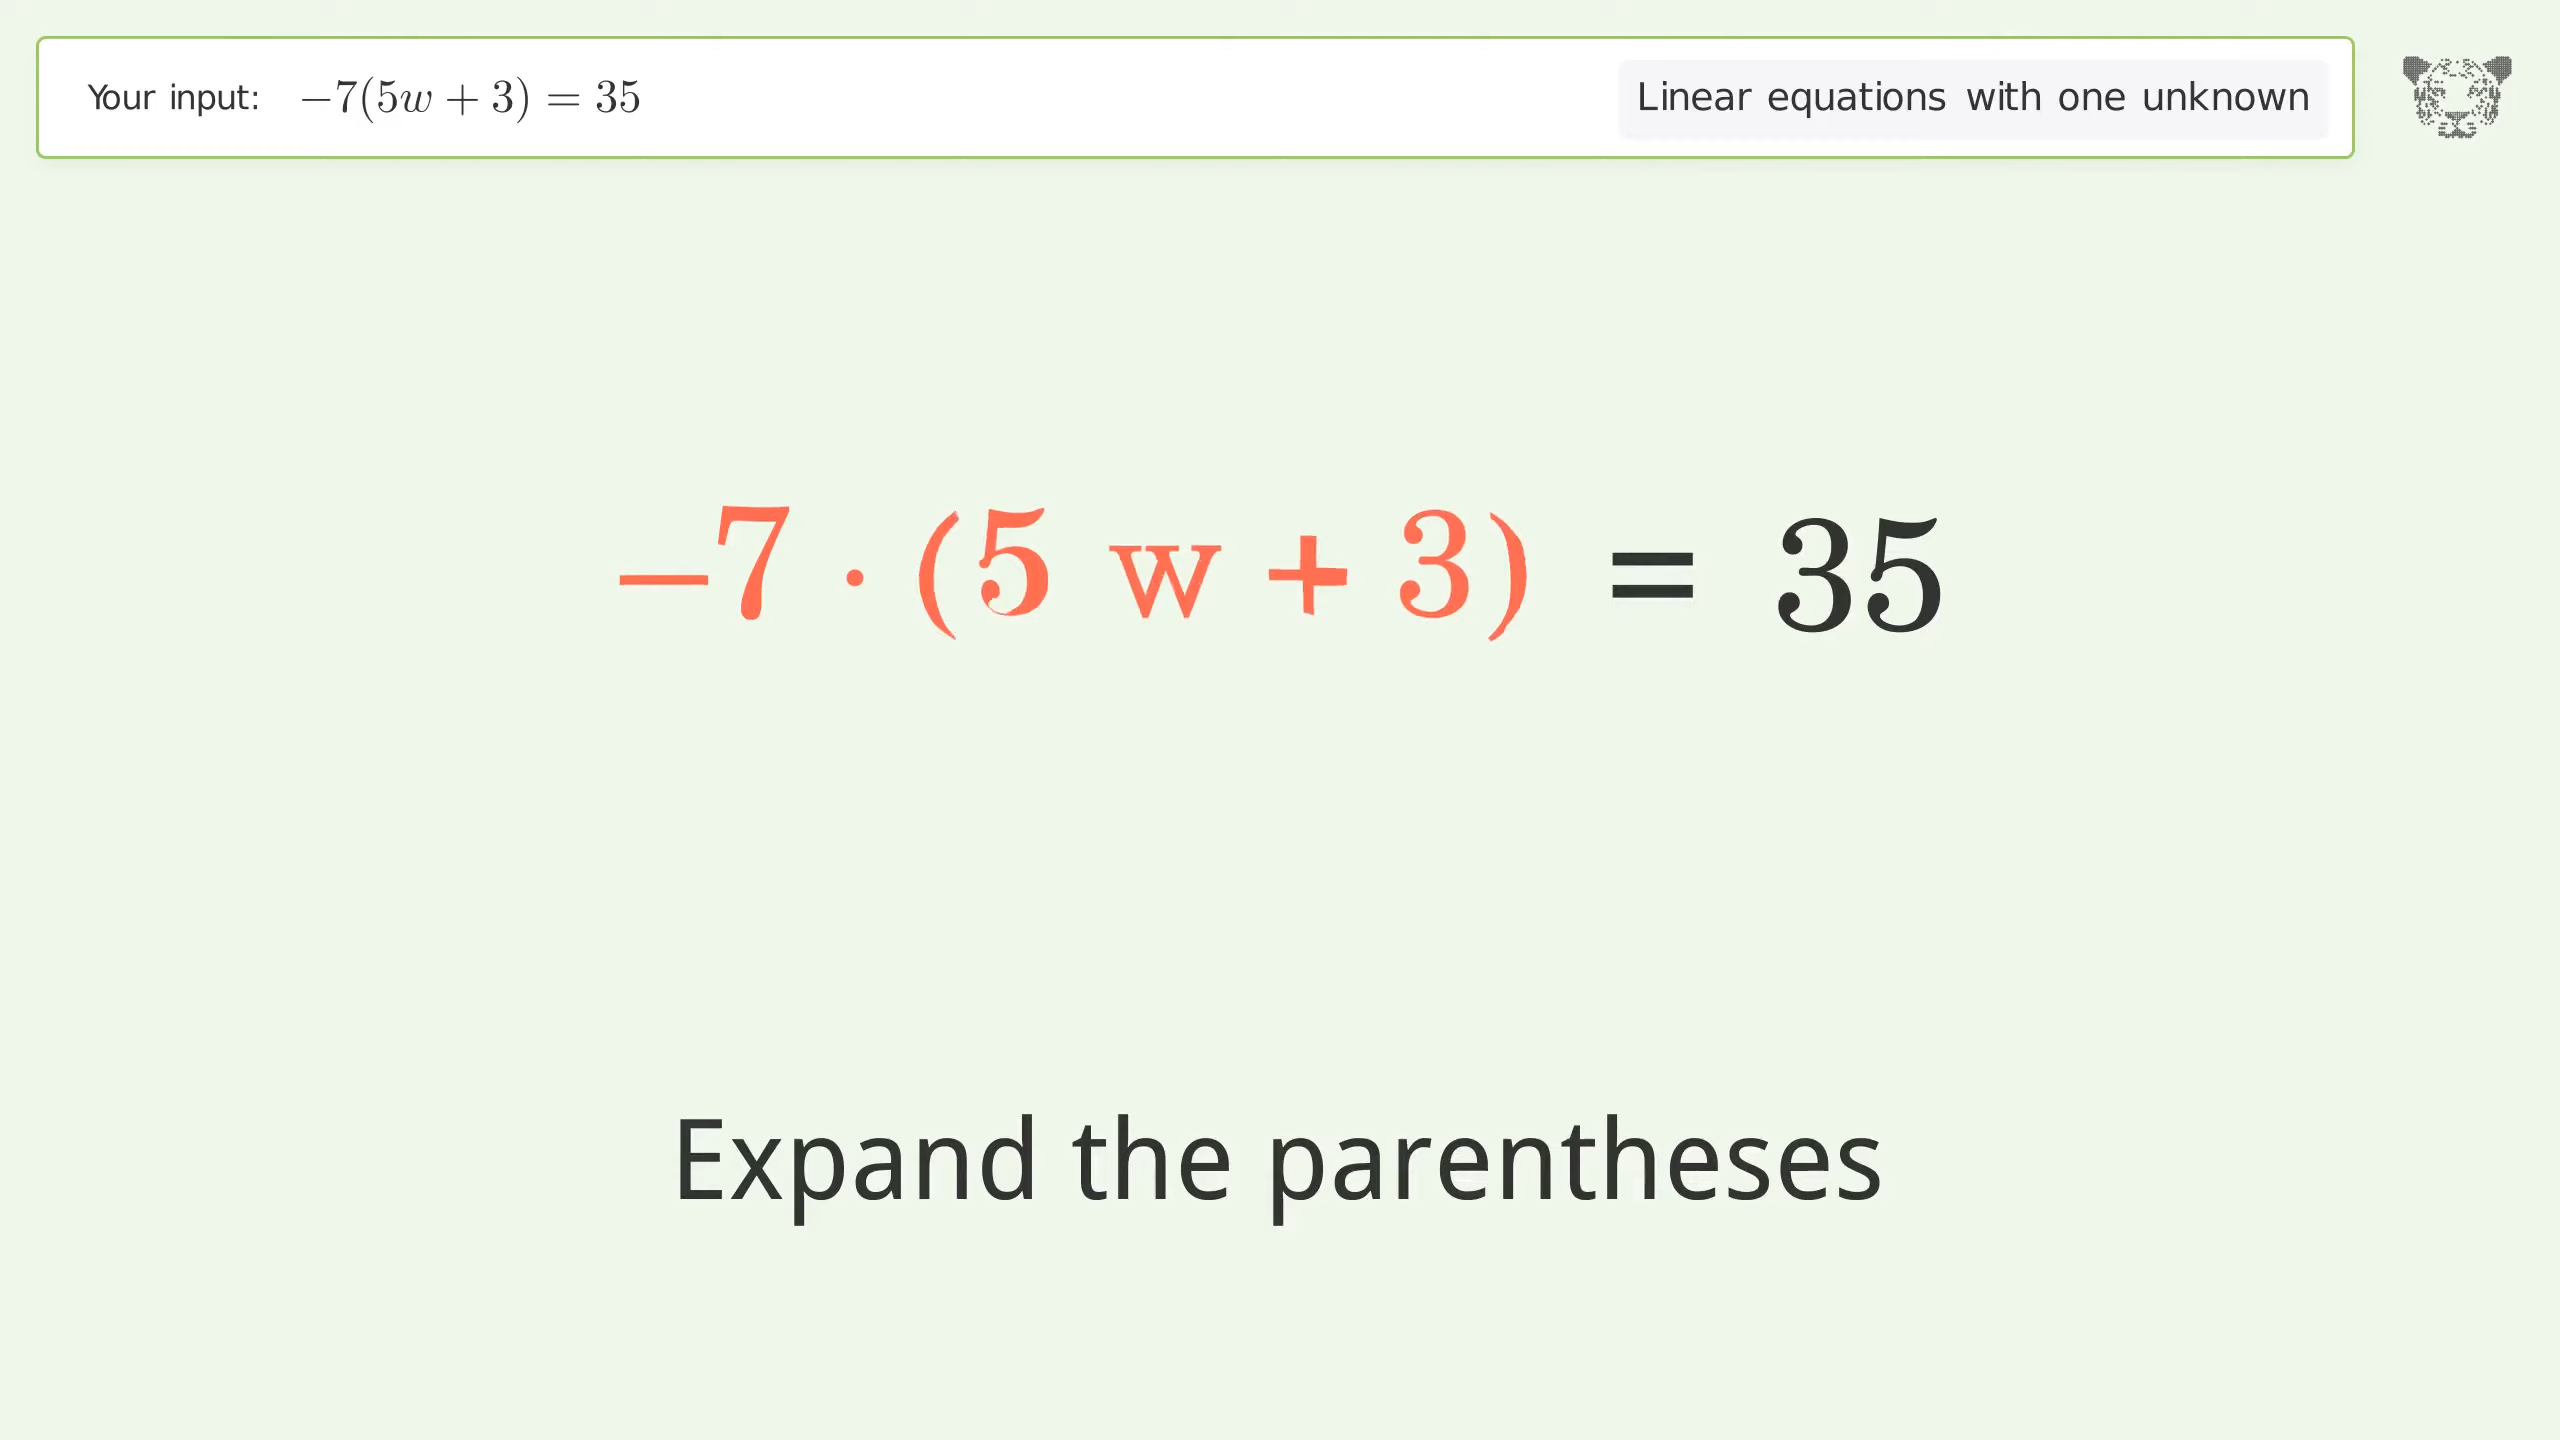 Your input: −7(5w + 3) = 35
Linear equations with one unknown
−7 · (5 w + 3) = 35
Expand the parentheses